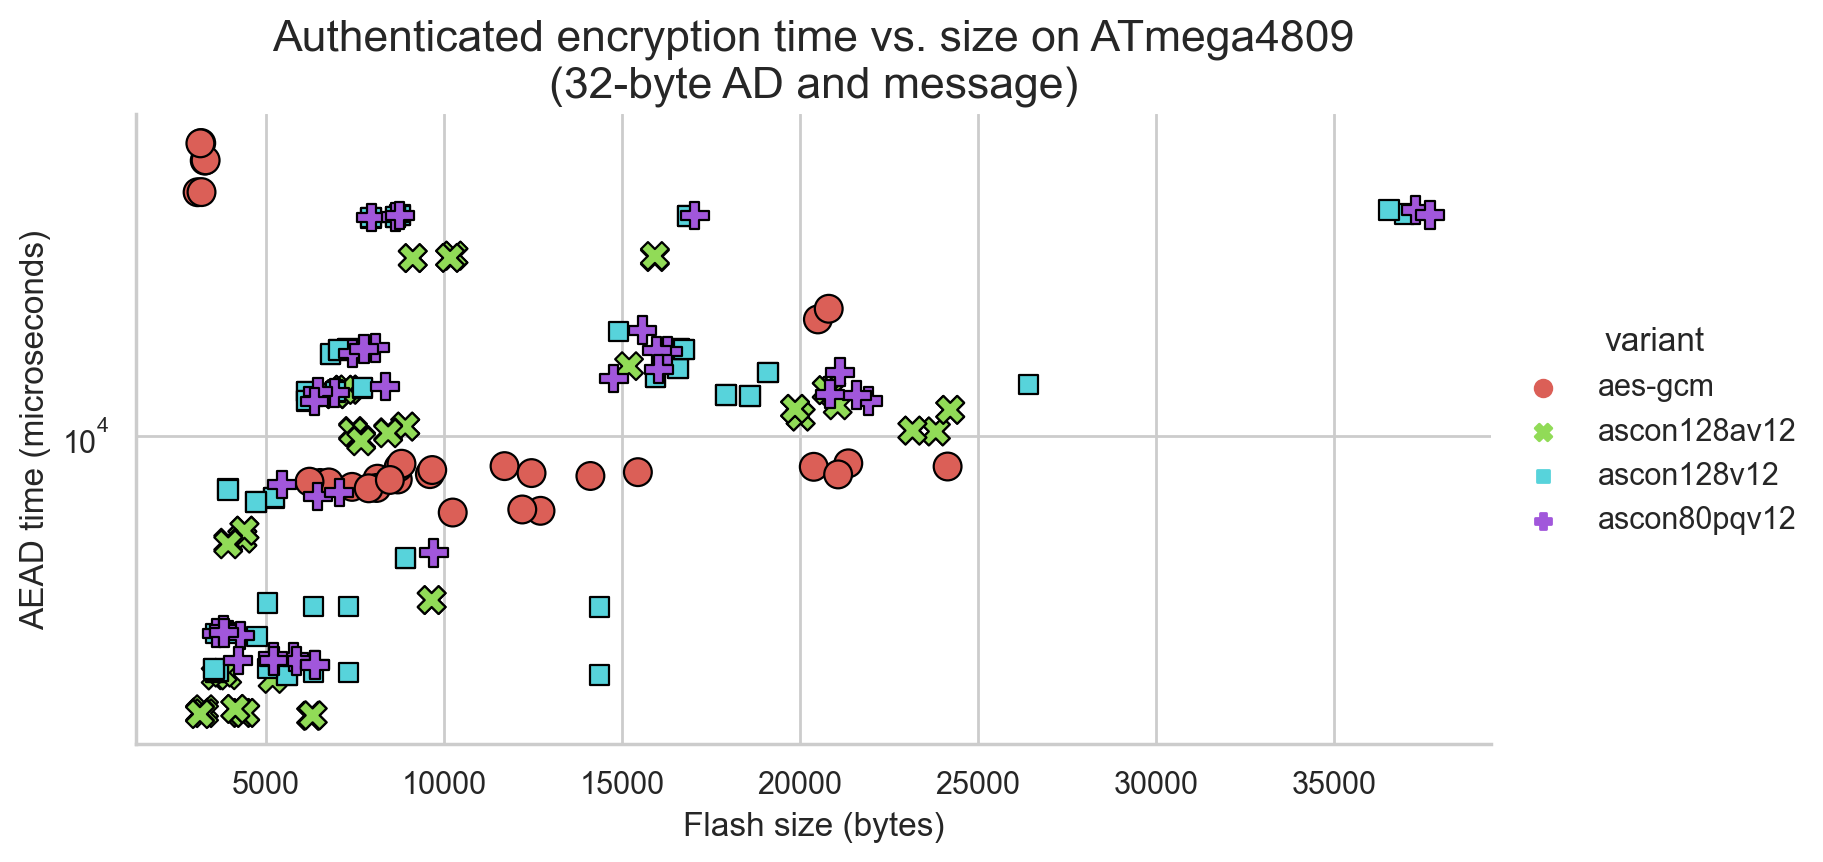 Authenticated encryption time vs. size on ATmega4809
(32-byte AD and message)
AEAD time (microseconds)
10^4
variant
aes-gcm
ascon128av12
ascon128v12
ascon80pqv12
5000 10000 15000 20000 25000 30000 35000
Flash size (bytes)